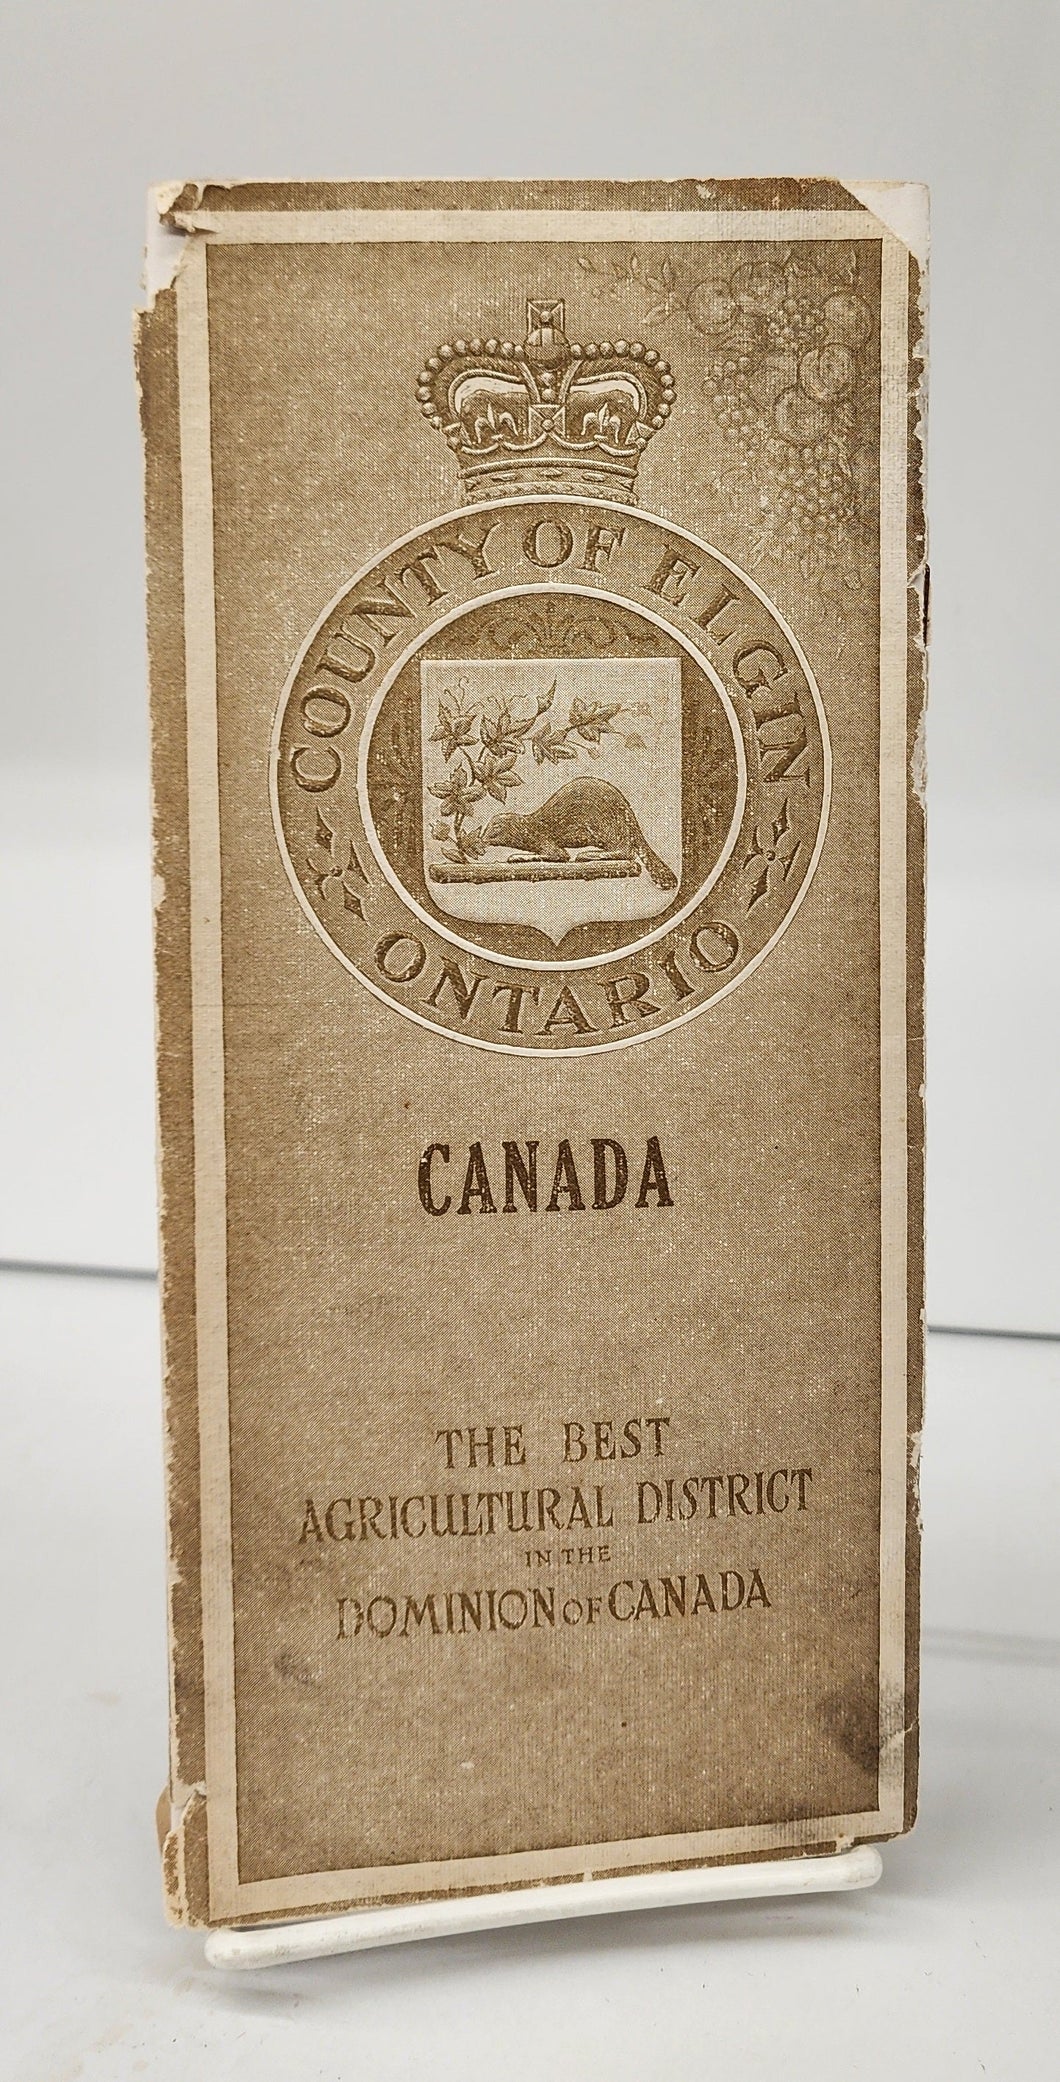 COUNTY OF ELGIN
ONTARIO
CANADA
THE BEST
AGRICULTURAL DISTRICT
IN THE
DOMINION OF CANADA